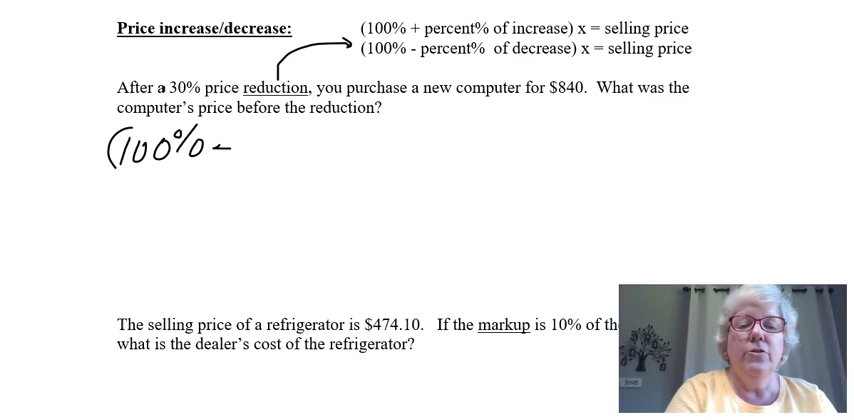 Price increase/decrease: (100% + percent% of increase) x = selling price
(100% - percent% of decrease) x = selling price
After a 30% price reduction, you purchase a new computer for $840. What was the
computer's price before the reduction?
(100% -
The selling price of a refrigerator is $474.10. If the markup is 10% of th
what is the dealer's cost of the refrigerator?